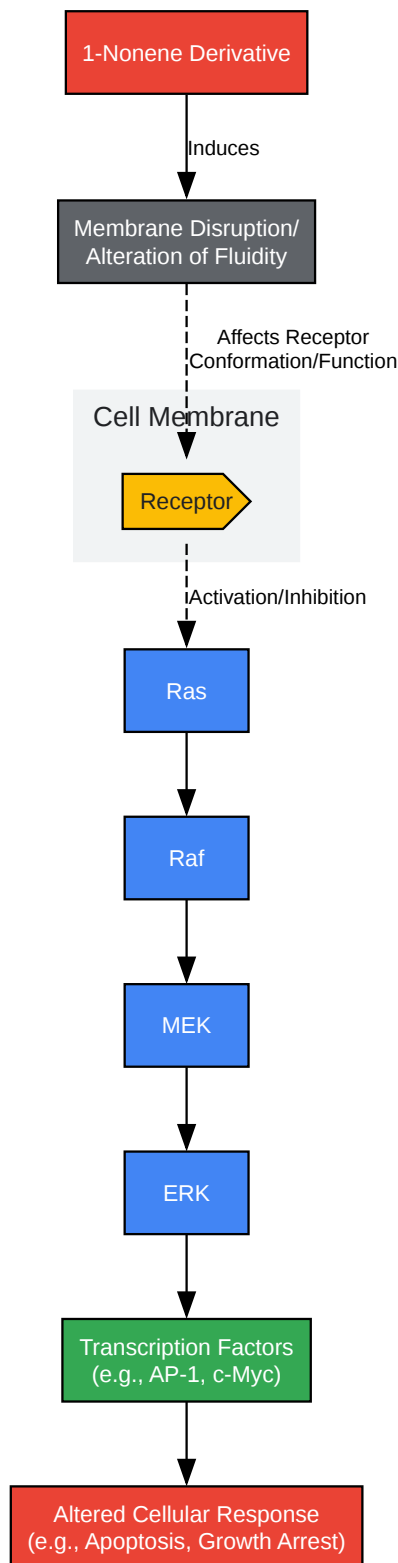 1-Nonene Derivative
Induces
Membrane Disruption/
Alteration of Fluidity
Affects Receptor
Conformation/Function
Cell Membrane
Receptor
Activation/Inhibition
Ras
Raf
MEK
ERK
Transcription Factors
(e.g., AP-1, c-Myc)
Altered Cellular Response
(e.g., Apoptosis, Growth Arrest)